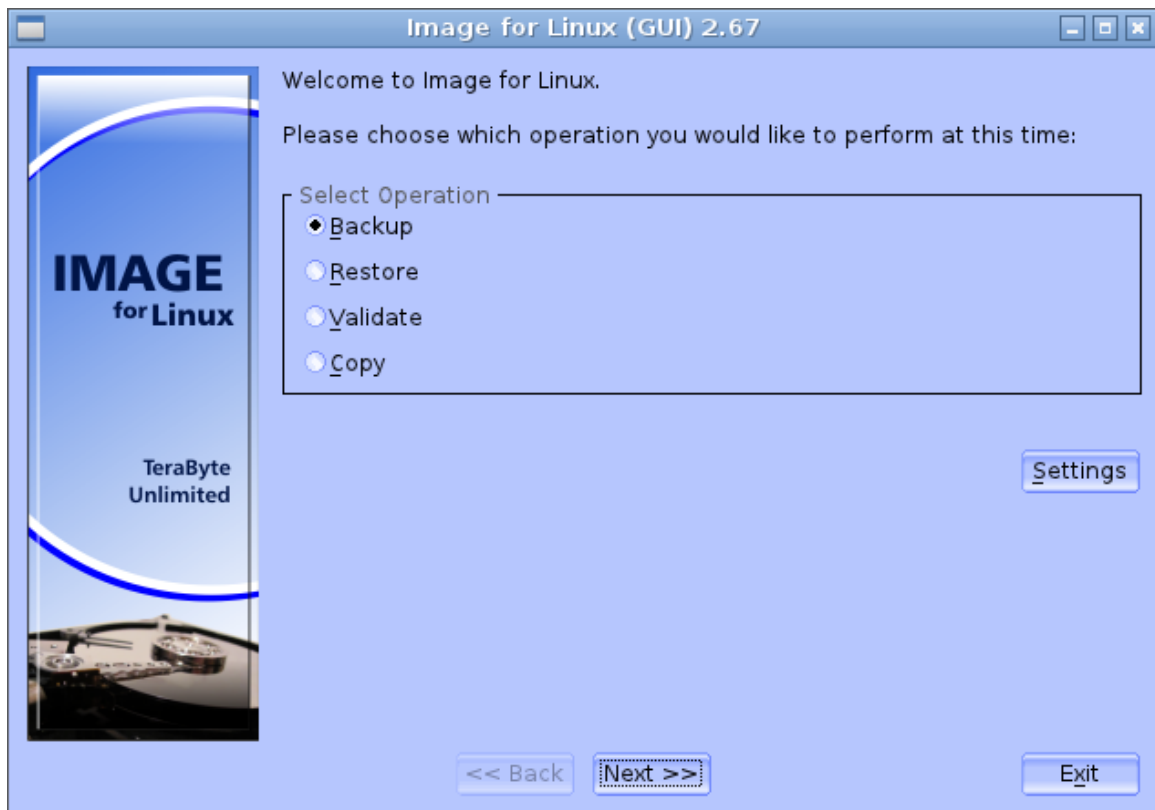 Image for Linux (GUI) 2.67
Welcome to Image for Linux.
Please choose which operation you would like to perform at this time:
Select Operation
Backup
Restore
Validate
Copy
IMAGE
for Linux
TeraByte
Unlimited
Settings
<< Back
Next >>
Exit